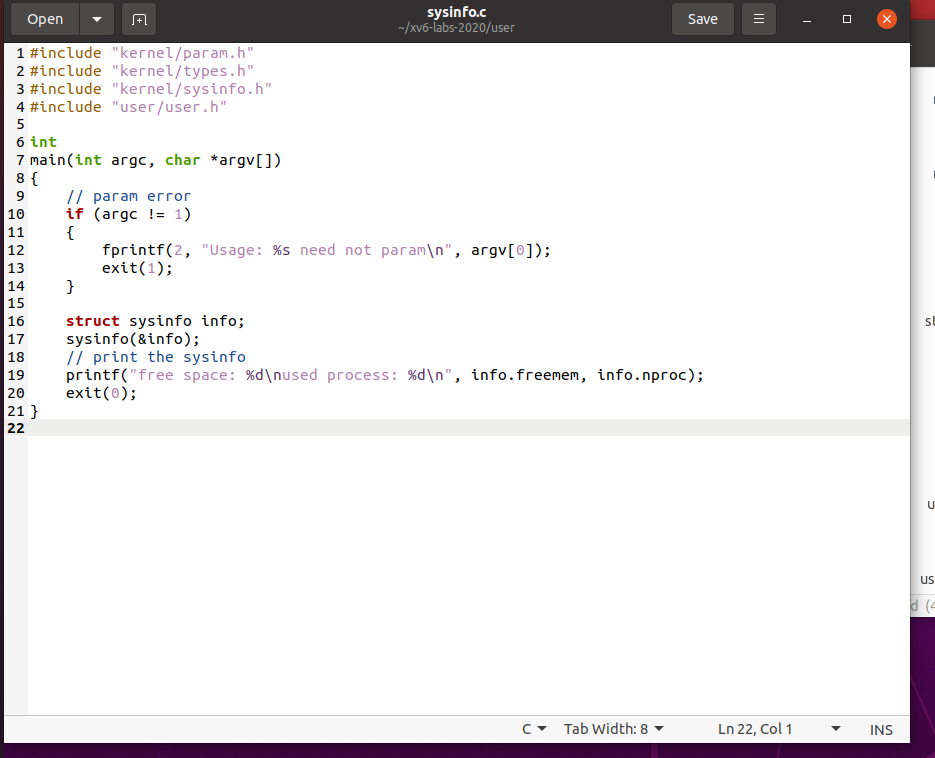 Open
sysinfo.c
~/xv6-labs-2020/user
Save
1 #include "kernel/param.h"
2 #include "kernel/types.h"
3 #include "kernel/sysinfo.h"
4 #include "user/user.h"
5
6 int
7 main(int argc, char *argv[])
8 {
9     // param error
10     if (argc != 1)
11     {
12         fprintf(2, "Usage: %s need not param\n", argv[0]);
13         exit(1);
14     }
15
16     struct sysinfo info;
17     sysinfo(&info);
18     // print the sysinfo
19     printf("free space: %d\nused process: %d\n", info.freemem, info.nproc);
20     exit(0);
21 }
22
C
Tab Width: 8
Ln 22, Col 1
INS